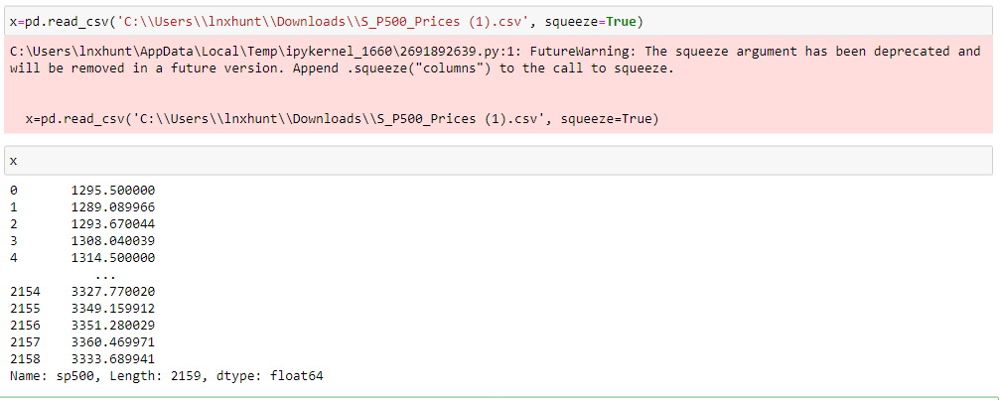 x=pd.read_csv('C:\\Users\\lnxhunt\\Downloads\\S_P500_Prices (1).csv', squeeze=True)
C:\Users\lnxhunt\AppData\Local\Temp\ipykernel_1660\2691892639.py:1: FutureWarning: The squeeze argument has been deprecated and
will be removed in a future version. Append .squeeze("columns") to the call to squeeze.
x=pd.read_csv('C:\\Users\\lnxhunt\\Downloads\\S_P500_Prices (1).csv', squeeze=True)
x
0 1295.500000
1 1289.089966
2 1293.670044
3 1308.040039
4 1314.500000
...
2154 3327.770020
2155 3349.159912
2156 3351.280029
2157 3360.469971
2158 3333.689941
Name: sp500, Length: 2159, dtype: float64